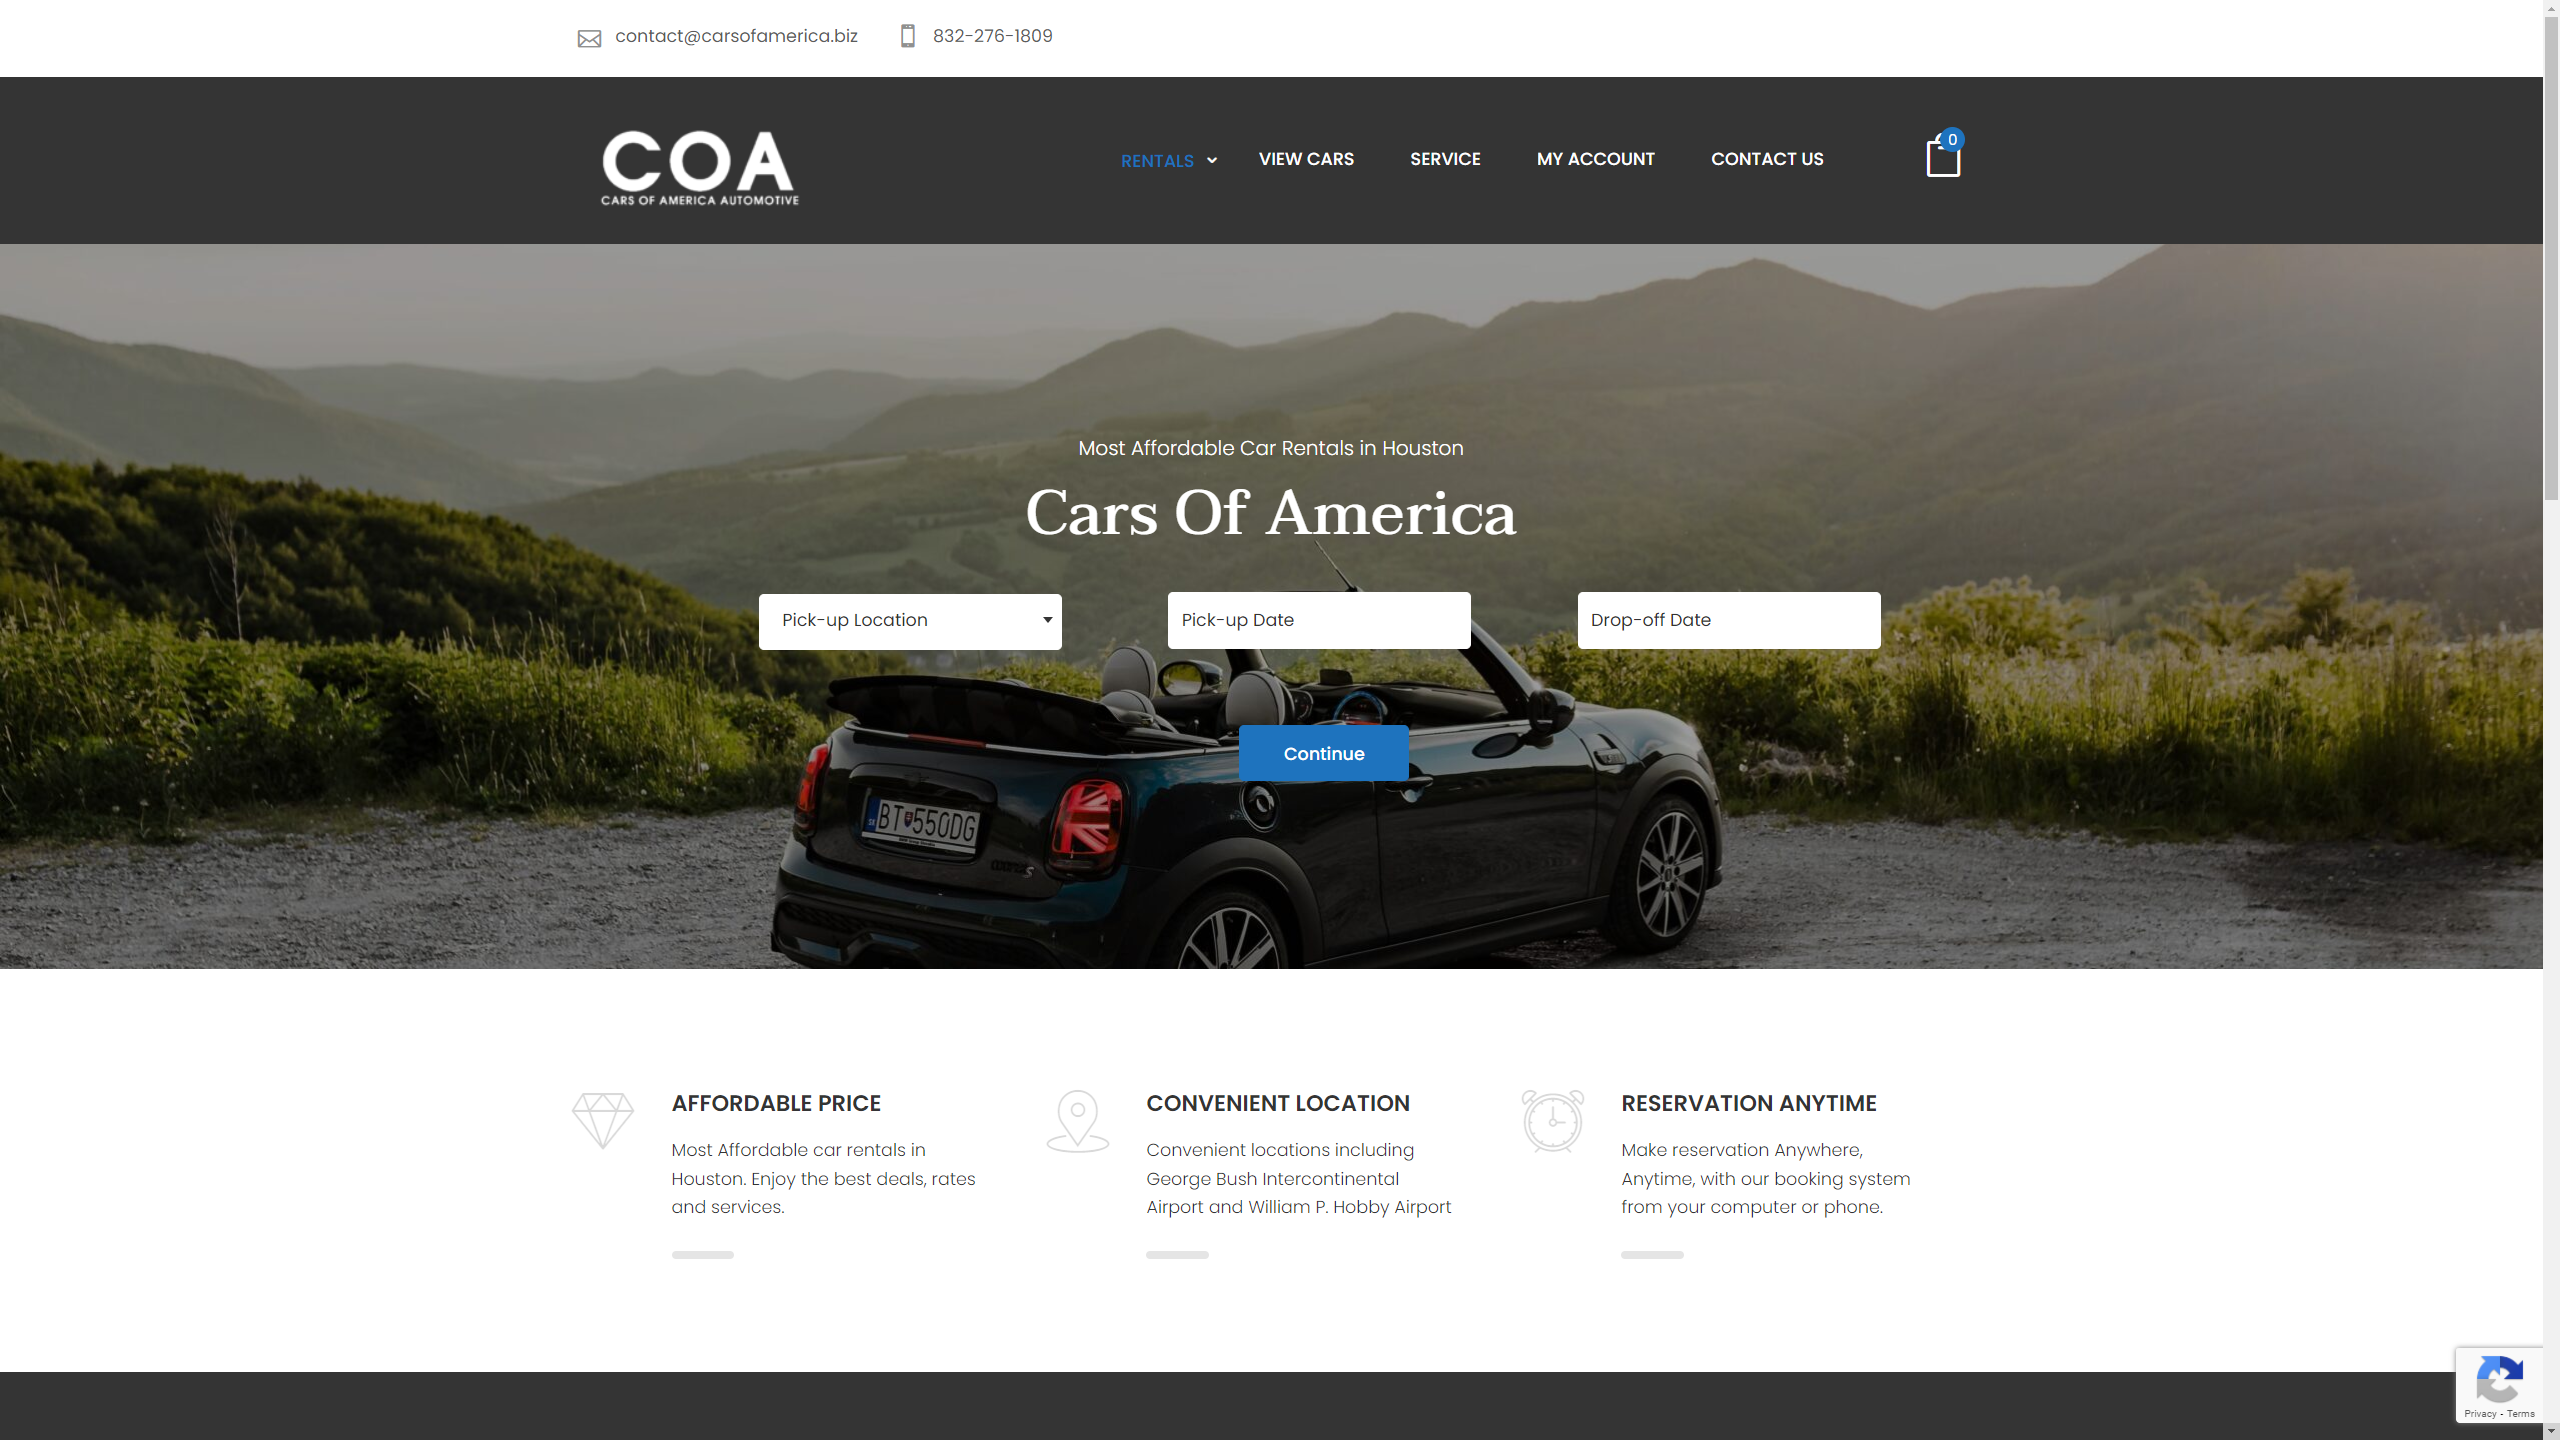 contact@carsofamerica.biz
832-276-1809
COA
CARS OF AMERICA AUTOMOTIVE
RENTALS
VIEW CARS
SERVICE
MY ACCOUNT
CONTACT US
0
Most Affordable Car Rentals in Houston
Cars Of America
Pick-up Location
Pick-up Date
Drop-off Date
Continue
BT 550DG
AFFORDABLE PRICE
Most Affordable car rentals in
Houston. Enjoy the best deals, rates
and services.
CONVENIENT LOCATION
Convenient locations including
George Bush Intercontinental
Airport and William P. Hobby Airport
RESERVATION ANYTIME
Make reservation Anywhere,
Anytime, with our booking system
from your computer or phone.
Privacy - Terms